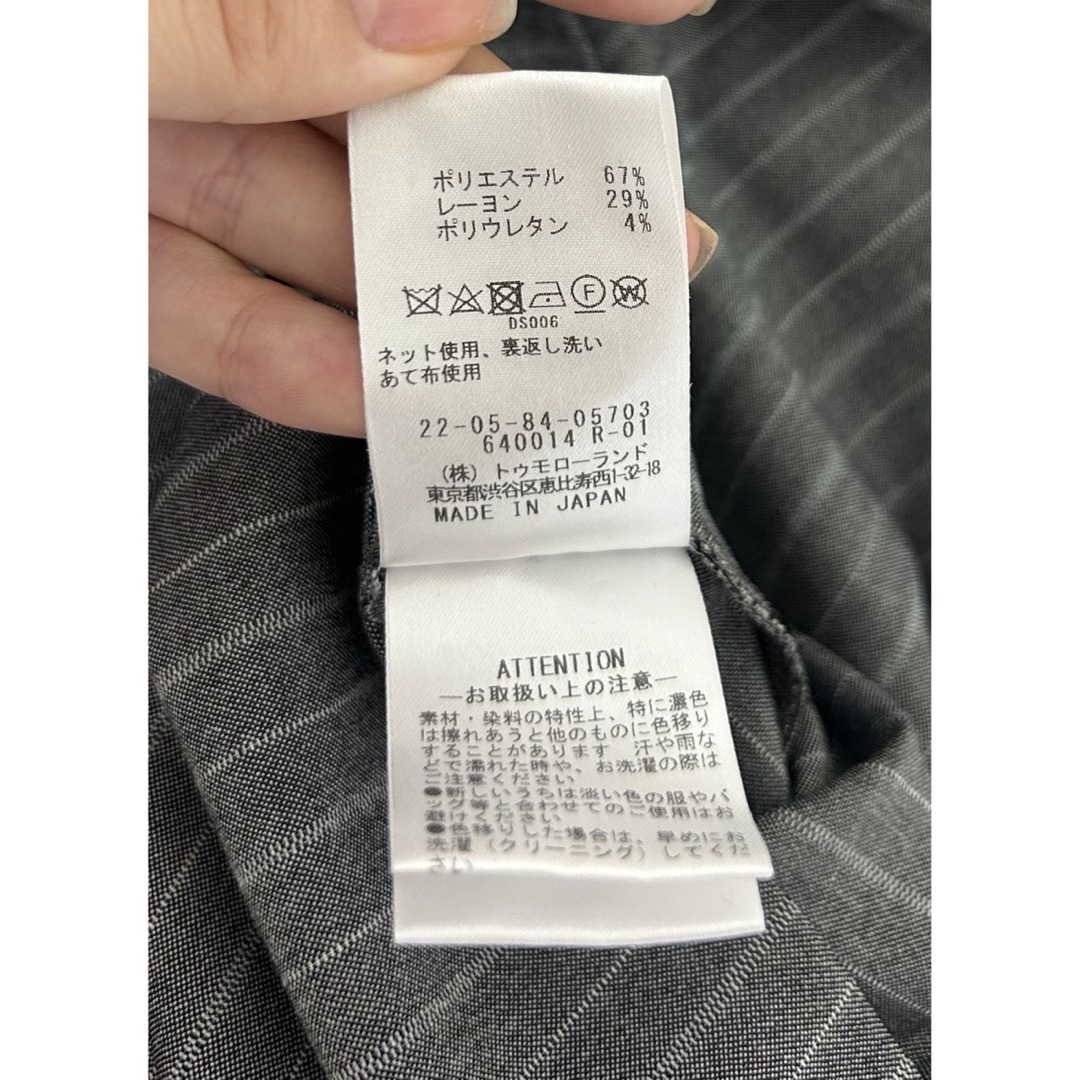 ポリエステル 67%
レーヨン 29%
ポリウレタン 4%
F W
DS006
ネット使用、裏返し洗い
あて布使用
22-05-84-05703
640014 R-01
(株) トゥモローランド
東京都渋谷区恵比寿西1-32-18
MADE IN JAPAN
ATTENTION
―お取扱い上の注意―
素材・染料の特性上、特に濃色
は擦れあうと他のものに色移り
することがあります 汗や雨な
どで濡れた時や、お洗濯の際は
ご注意ください
●新しいうちは淡い色の服やバ
ッグ等と合わせてのご使用はお
避けください
●色移りした場合は、早めにお
洗濯(クリーニング)してくだ
さい